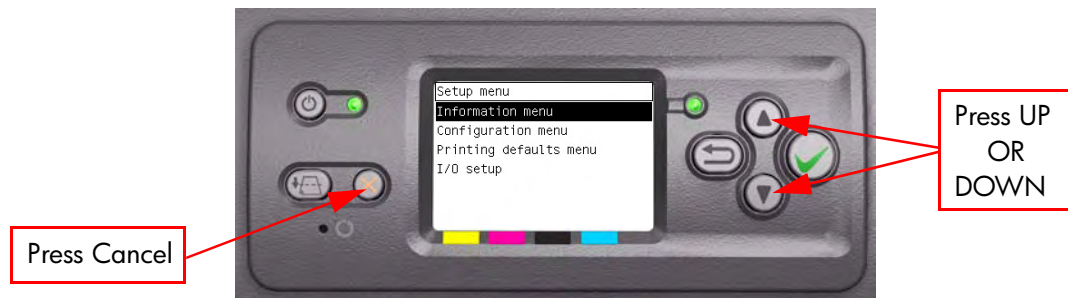 Setup menu
Information menu
Configuration menu
Printing defaults menu
I/O setup
Press UP
OR
DOWN
Press Cancel